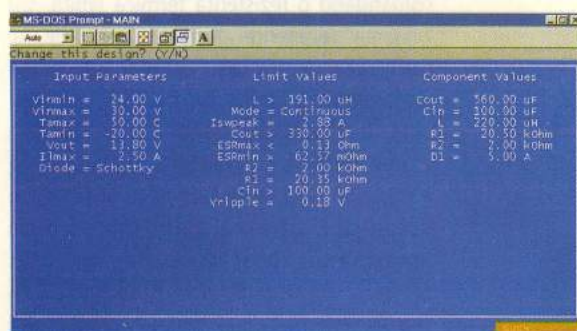 MS-DOS Prompt - MAIN
Auto A
Change this design? (Y/N)
Input Parameters Limit Values Component Values
Vinmin = 24.00 V L > 191.00 uH Cout = 560.00 uF
Vinmax = 30.00 V Mode = Continuous Cin = 100.00 uF
Tamax = 50.00 C Iswpeak = 2.88 A L = 220.00 uH
Tamin = -20.00 C Cout > 330.00 uF R1 = 20.50 kOhm
Vout = 13.80 V ESRmax < 0.13 Ohm R2 = 2.00 kOhm
Ilmax = 2.50 A ESRmin > 62.57 mOhm D1 = 5.00 A
Diode = Schottky R2 = 2.00 kOhm
R1 = 20.35 kOhm
Cin > 100.00 uF
Vripple = 0.18 V